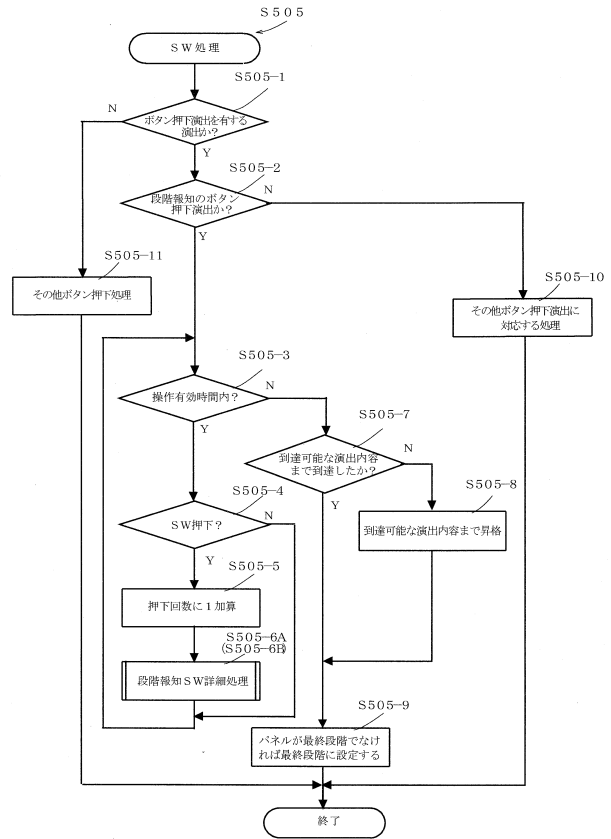 S505
SW処理
S505-1
N
ボタン押下演出を有する
演出か?
Y
S505-2
段階報知のボタン
押下演出か?
N
Y
S505-11
その他ボタン押下処理
S505-10
その他ボタン押下演出に
対応する処理
S505-3
操作有効時間内?
N
Y
S505-7
到達可能な演出内容
まで到達したか?
N
Y
S505-8
到達可能な演出内容まで昇格
S505-4
SW押下?
N
Y
S505-5
押下回数に1加算
S505-6A
(S505-6B)
段階報知SW詳細処理
S505-9
パネルが最終段階でなけ
れば最終段階に設定する
終了